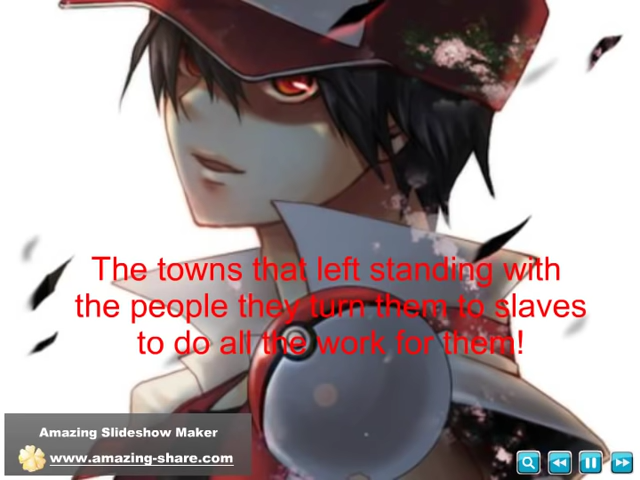 The towns that left standing with
the people they turn them to slaves
to do all the work for them!
Amazing Slideshow Maker
www.amazing-share.com